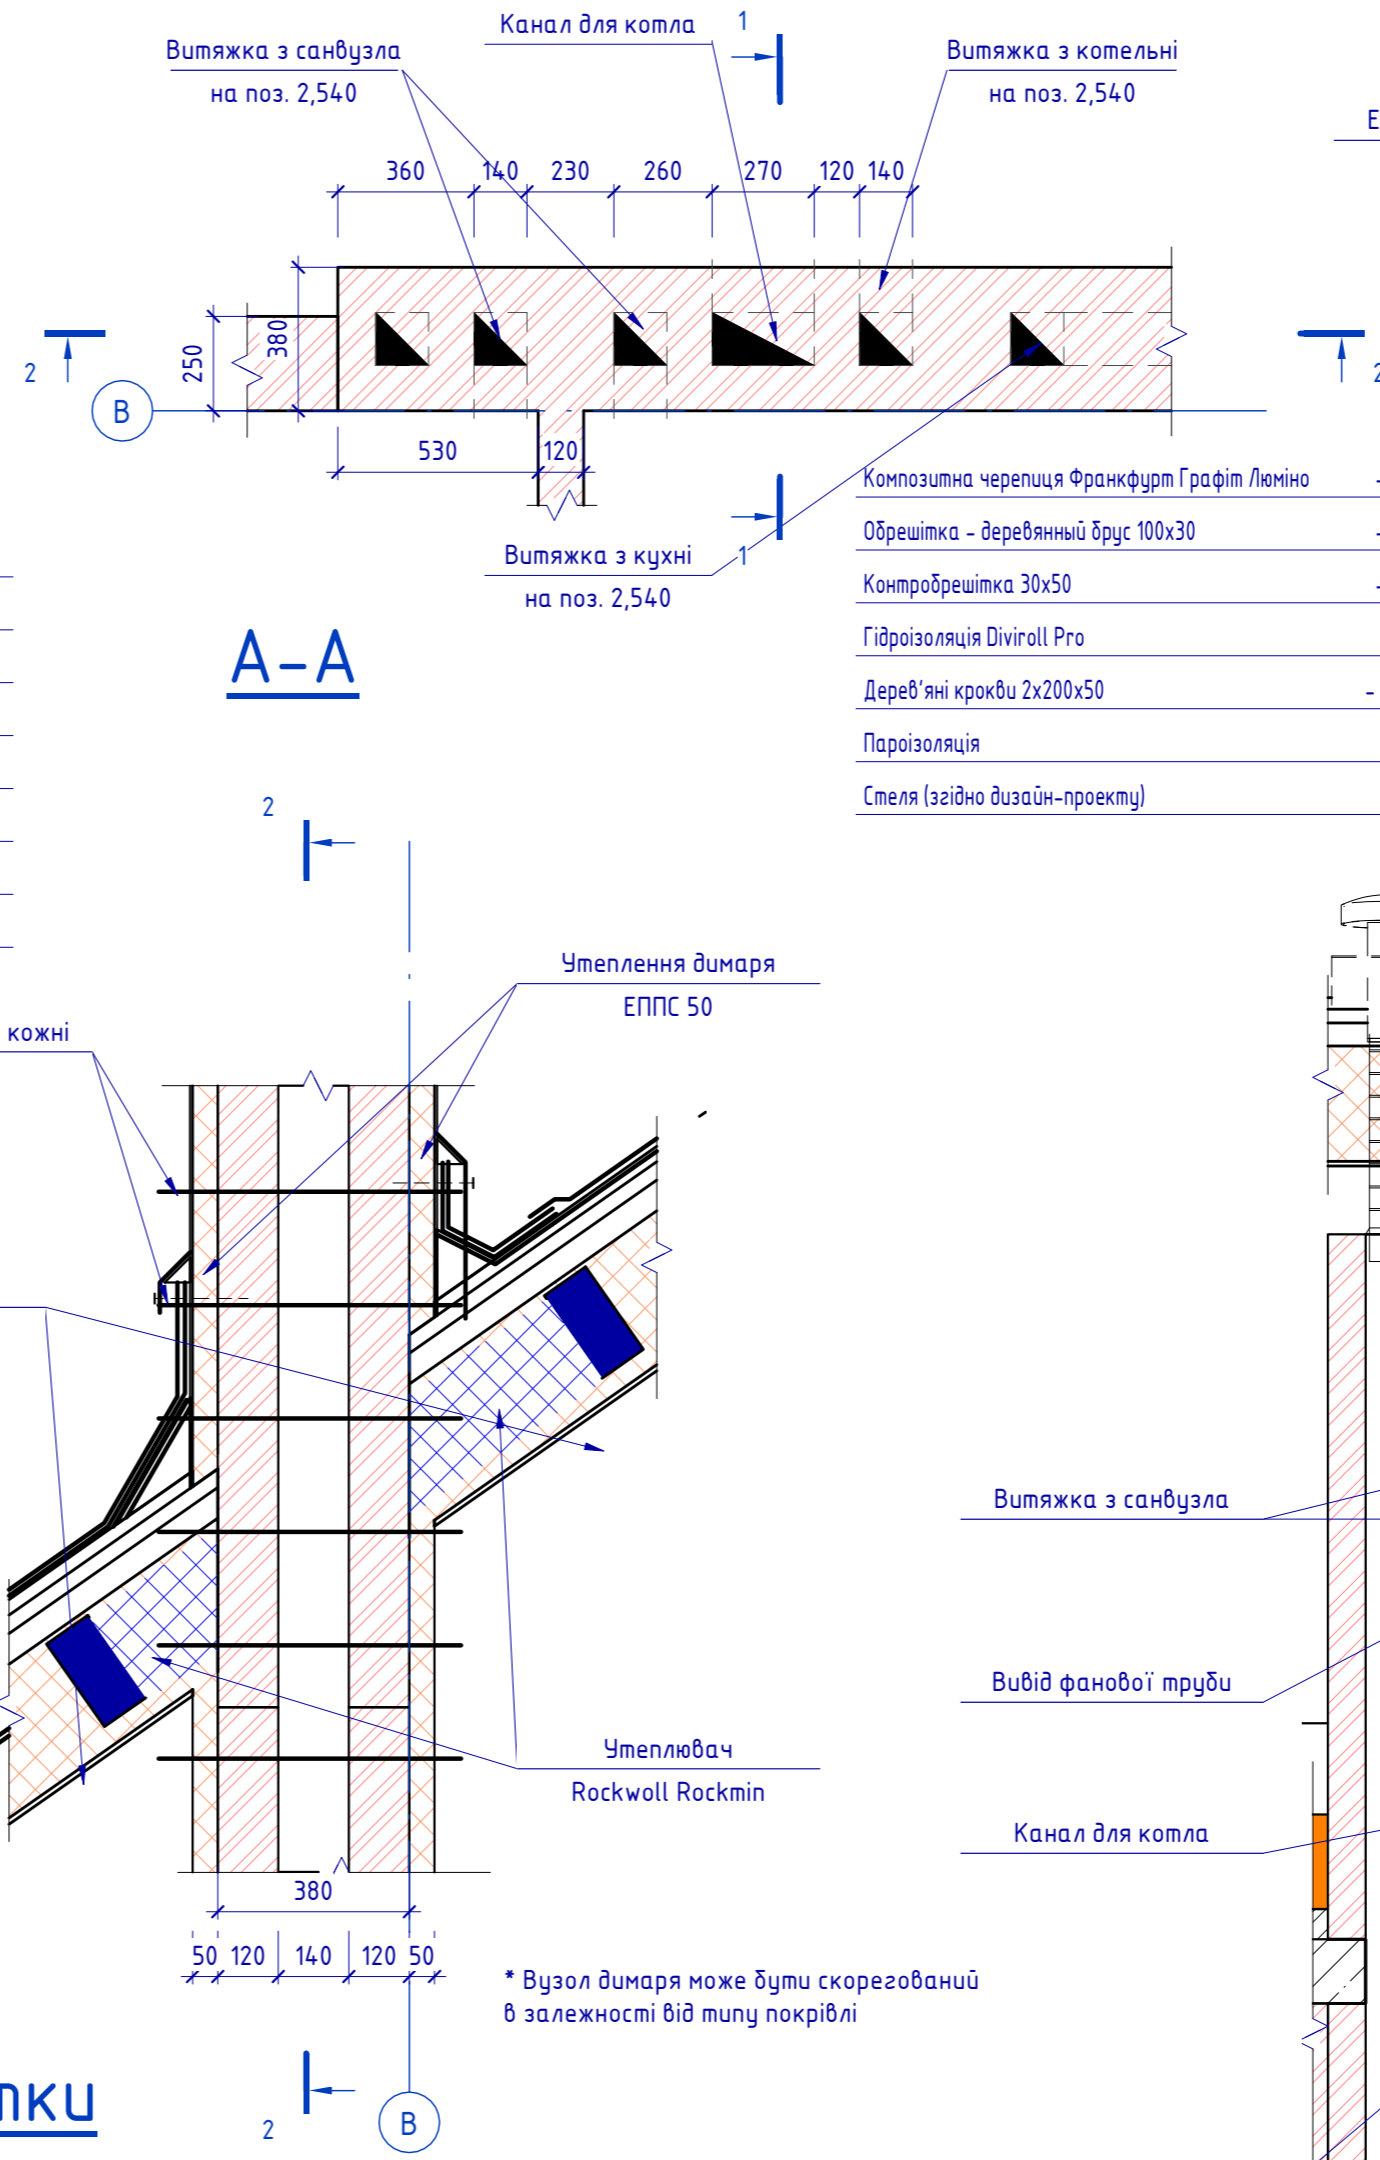 Канал для котла
1
Витяжка з санвузла
на поз. 2,540
Витяжка з котельні
на поз. 2,540
Е
360 140 230 260 270 120 140
380
250
2
2
В
530 120
Витяжка з кухні
на поз. 2,540
1
Композитна черепиця Франкфурт Графіт Люміно -
Обрешітка - деревянный брус 100х30 -
Контробрешітка 30х50 -
Гідроізоляція Diviroll Pro
Дерев'яні крокви 2х200х50 -
Пароізоляція
Стеля (згідно дизайн-проекту)
А-А
2
Утеплення димаря
ЕППС 50
кожні
Витяжка з санвузла
Вивід фанової труби
Утеплювач
Rockwoll Rockmin
Канал для котла
380
50 120 140 120 50
* Вузол димаря може бути скорегований
в залежності від типу покрівлі
тки
2
В